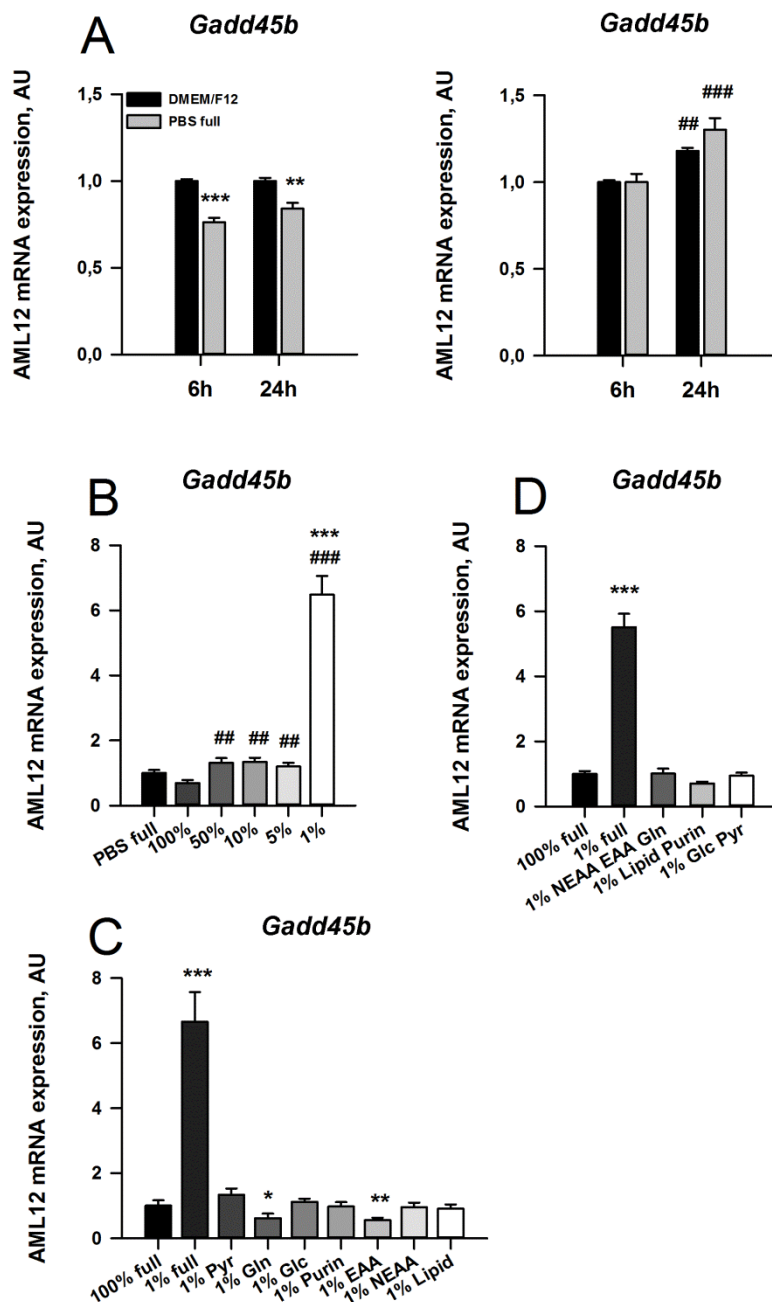 A
Gadd45b
AML12 mRNA expression, AU
1,5
1,0
0,5
0,0
DMEM/F12
PBS full
***
**
6h
24h
Gadd45b
AML12 mRNA expression, AU
1,5
1,0
0,5
0,0
##
###
6h
24h
B
Gadd45b
AML12 mRNA expression, AU
8
6
4
2
0
##
##
##
***
###
PBS full
100%
50%
10%
5%
1%
D
Gadd45b
AML12 mRNA expression, AU
8
6
4
2
0
***
100% full
1% full
1% NEAA EAA Gln
1% Lipid Purin
1% Glc Pyr
C
Gadd45b
AML12 mRNA expression, AU
8
6
4
2
0
***
*
**
100% full
1% full
1% Pyr
1% Gln
1% Glc
1% Purin
1% EAA
1% NEAA
1% Lipid